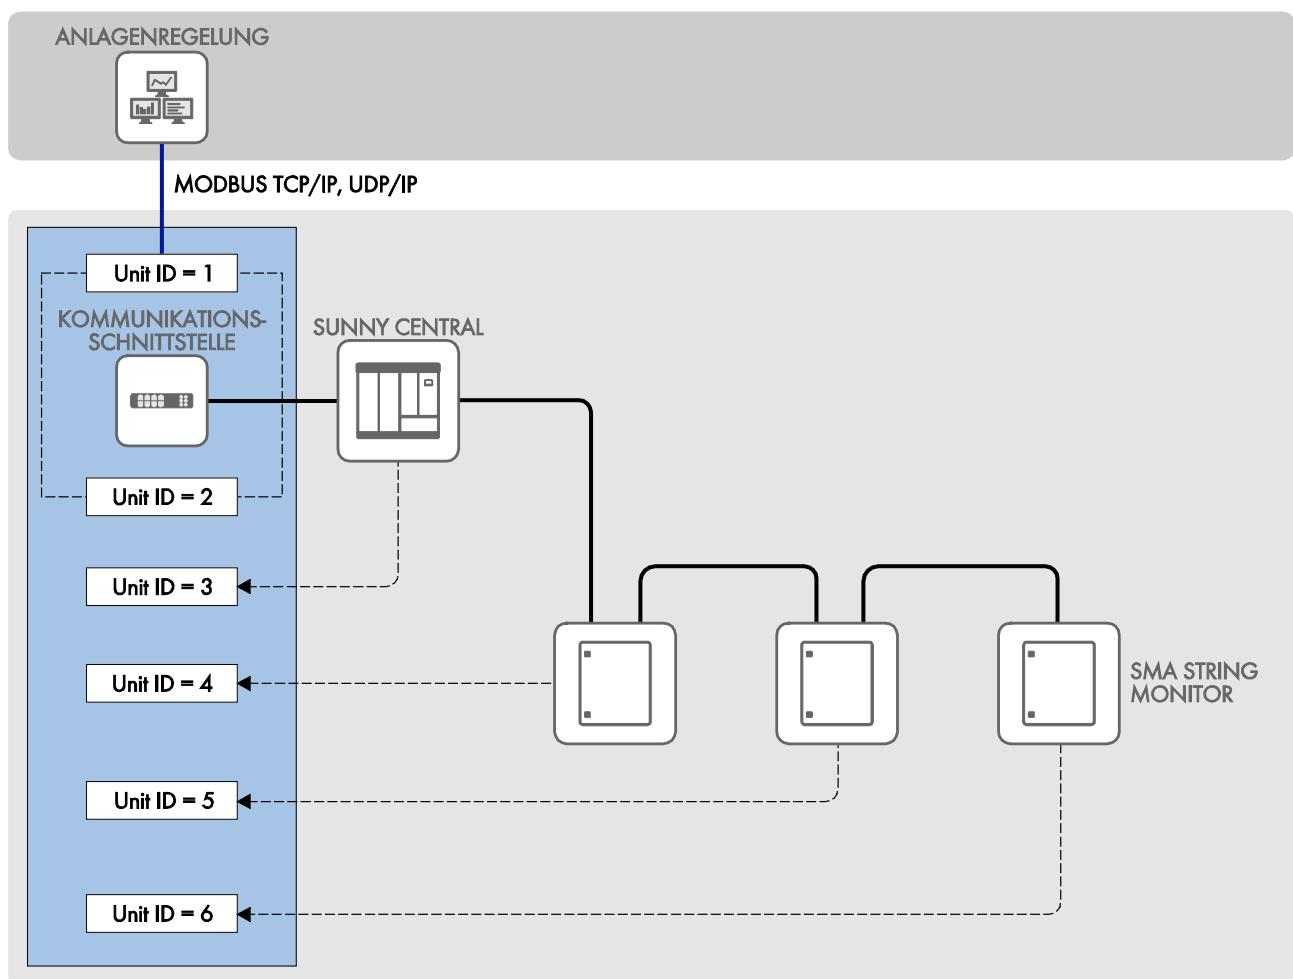 ANLAGENREGELUNG
MODBUS TCP/IP, UDP/IP
Unit ID = 1
KOMMUNIKATIONS-
SCHNITTSTELLE
SUNNY CENTRAL
Unit ID = 2
Unit ID = 3
Unit ID = 4
SMA STRING
MONITOR
Unit ID = 5
Unit ID = 6